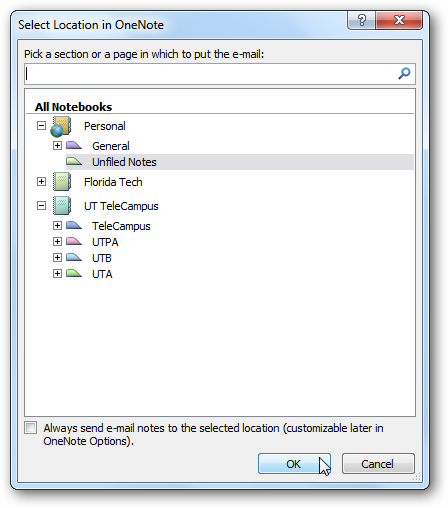 Select Location in OneNote
Pick a section or a page in which to put the e-mail:
All Notebooks
Personal
General
Unfiled Notes
Florida Tech
UT TeleCampus
TeleCampus
UTPA
UTB
UTA
Always send e-mail notes to the selected location (customizable later in
OneNote Options).
OK
Cancel